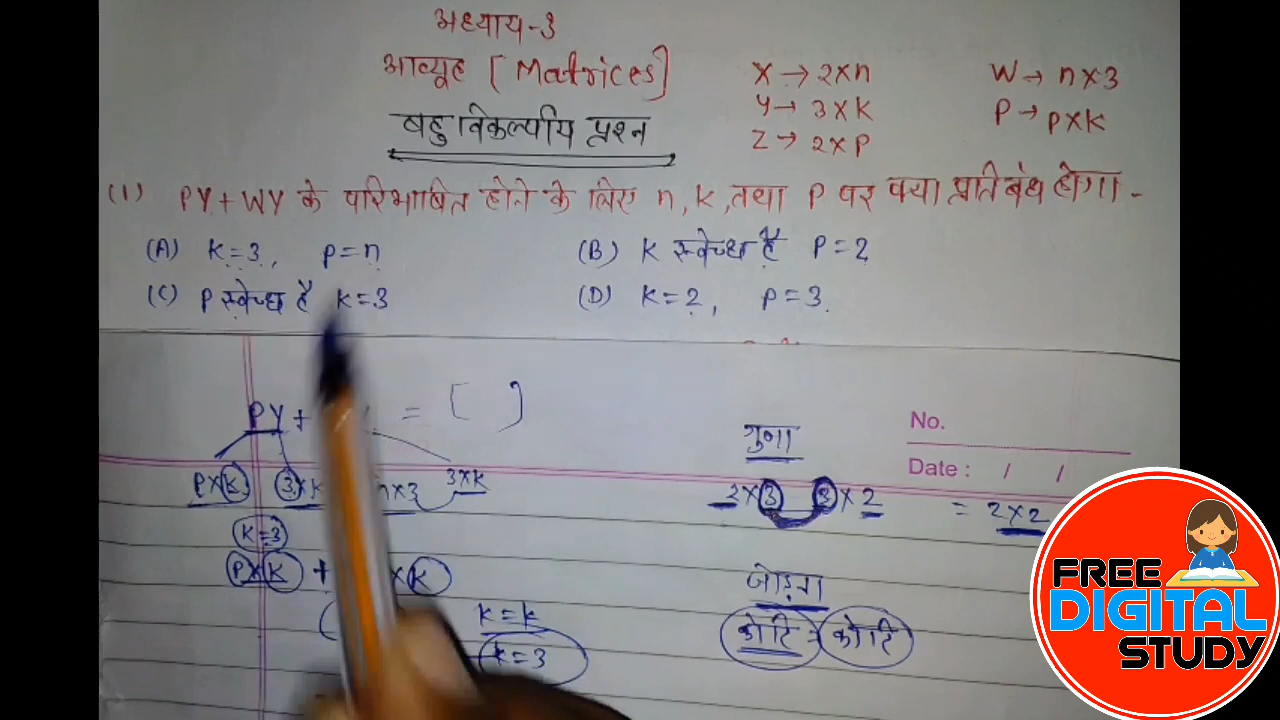 अध्याय-3
आव्यूह [Matrices]
बहुविकल्पीय प्रश्न
X → 2×n
Y → 3×K
Z → 2×P
W → n×3
P → P×K
(1) PY+WY के परिभाषित होने के लिए n, K, तथा P पर क्या प्रतिबंध होगा -
(A) K=3, P=n
(B) K स्वेच्छ है P=2
(C) P स्वेच्छ है K=3
(D) K=2, P=3.
PY+ = [ ]
P×K 3×K n×3 3×K
K=3
P×K + ×K
K=K
K=3
गुणा
2×3 3×2 = 2×2
जोड़ना
कोटि = कोटि
No.
Date : / /
FREE
DIGITAL
STUDY